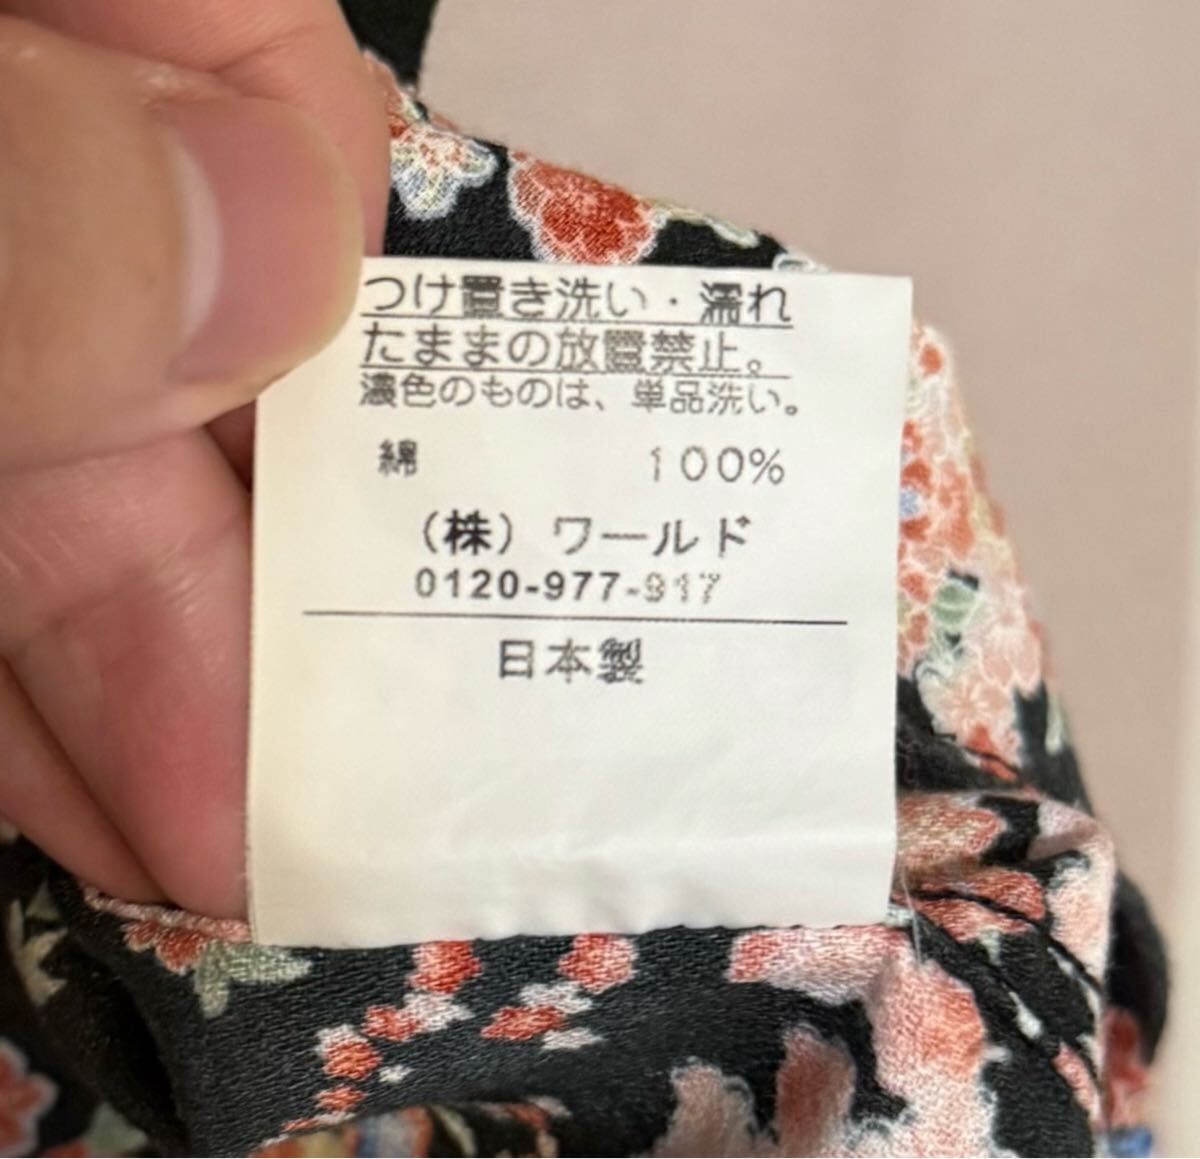 つけ置き洗い・濡れ
たままの放置禁止。
濃色のものは、単品洗い。
綿 100%
(株) ワールド
0120-977-917
日本製